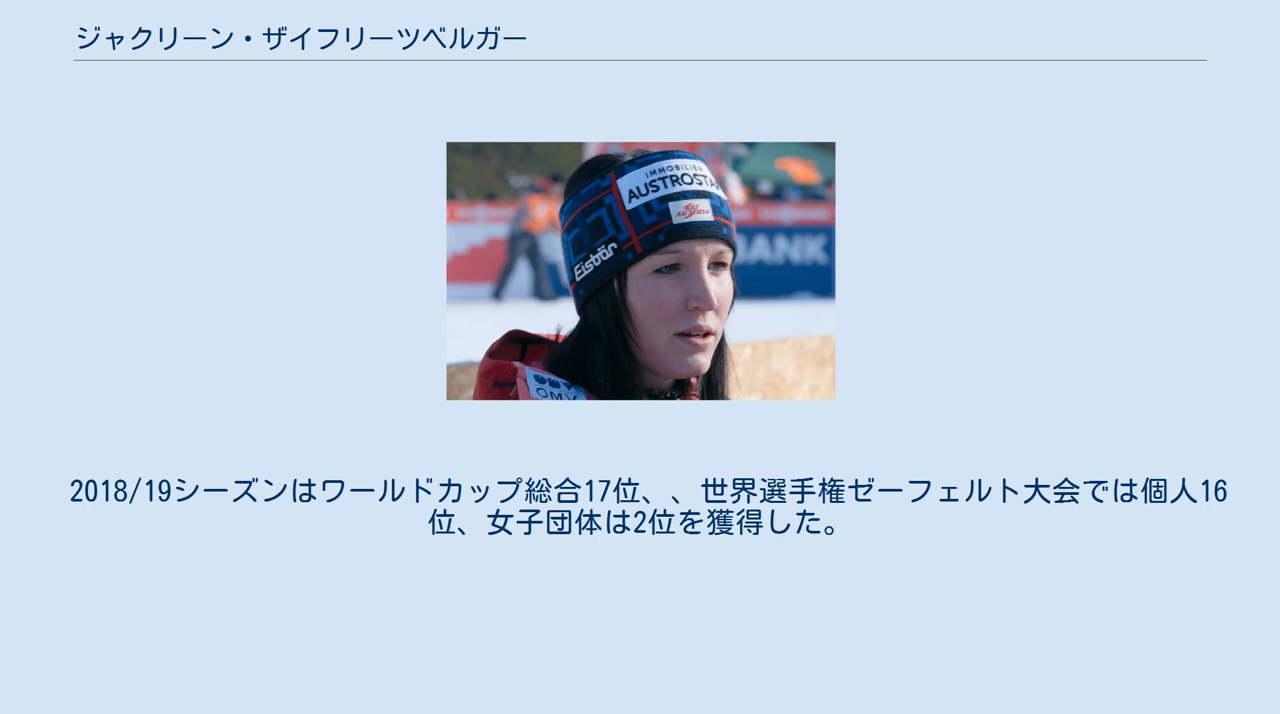 ジャクリーン・ザイフリーツベルガー
IMMOBILIEN
AUSTROSTA
SKI
AUSTRIA
Eisbär
BANK
OMV
2018/19シーズンはワールドカップ総合17位、、世界選手権ゼーフェルト大会では個人16
位、女子団体は2位を獲得した。